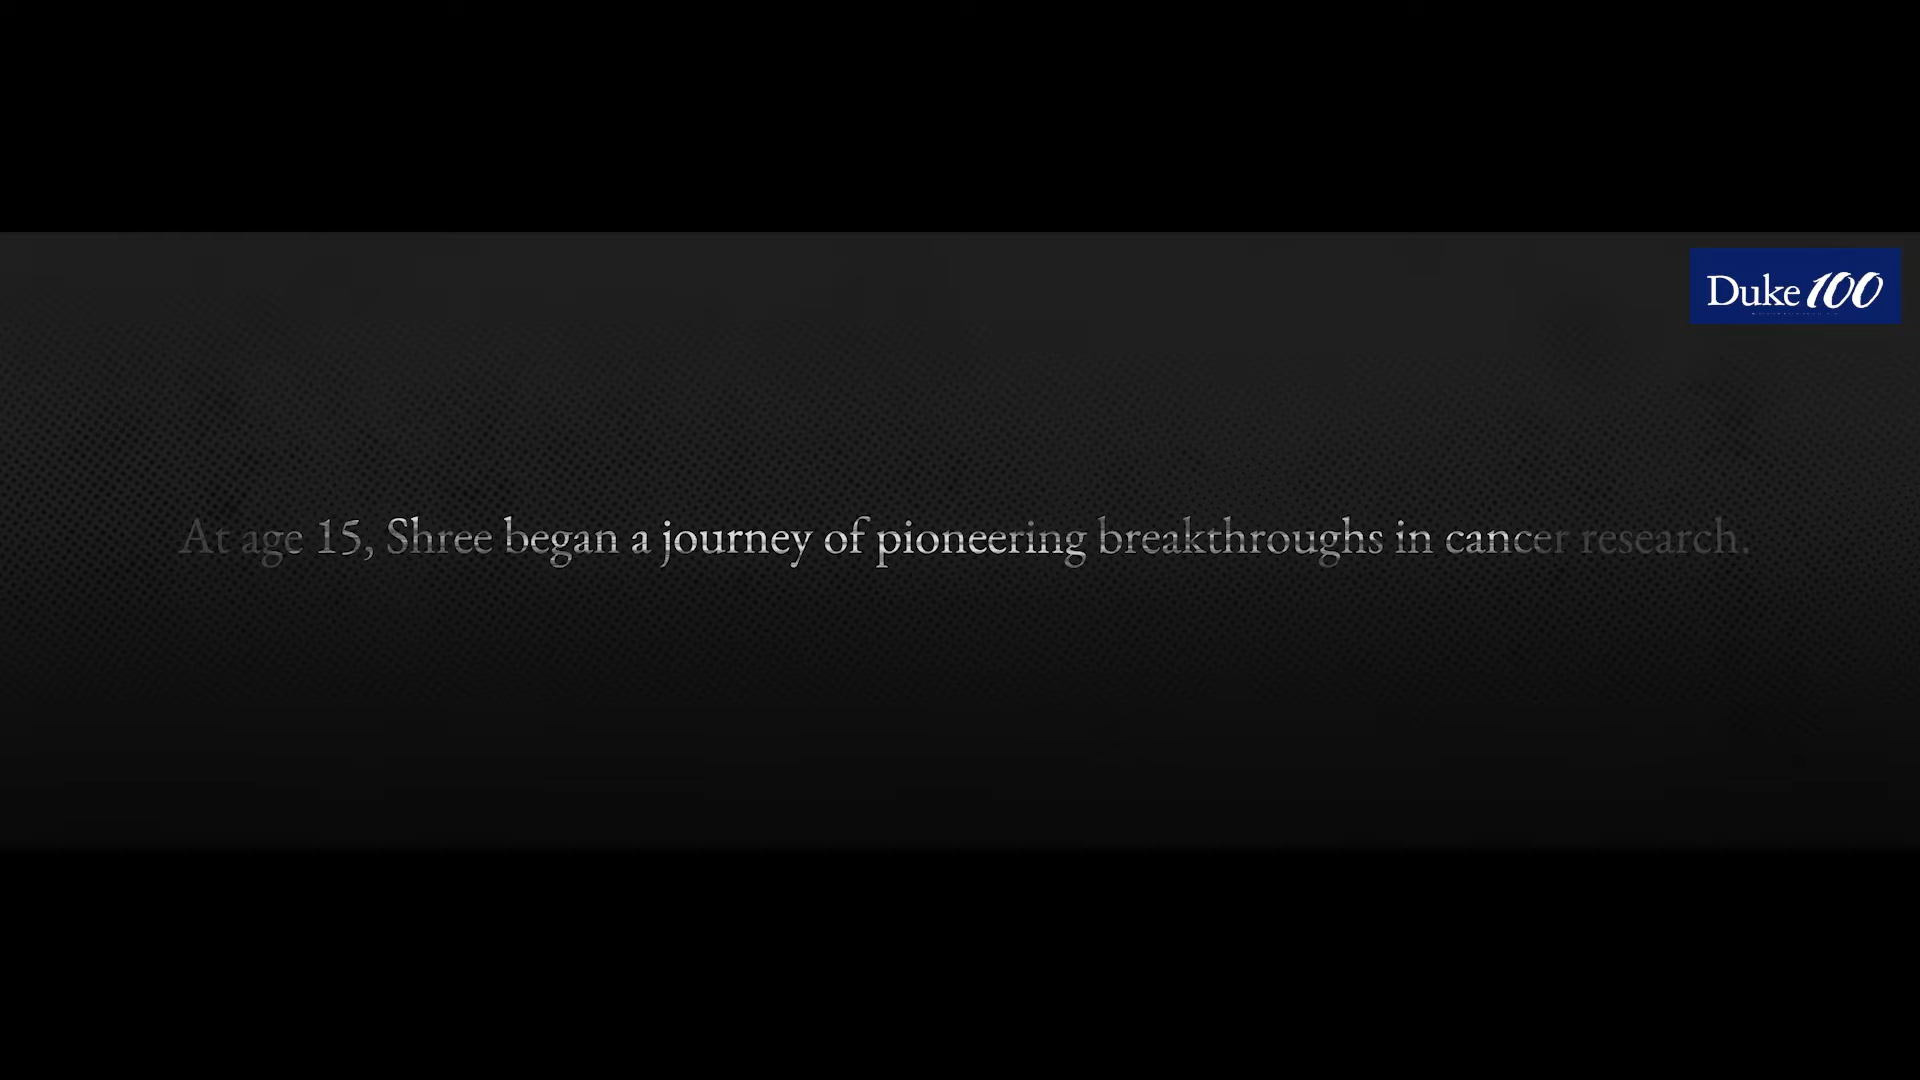 Duke 100
At age 15, Shree began a journey of pioneering breakthroughs in cancer research.